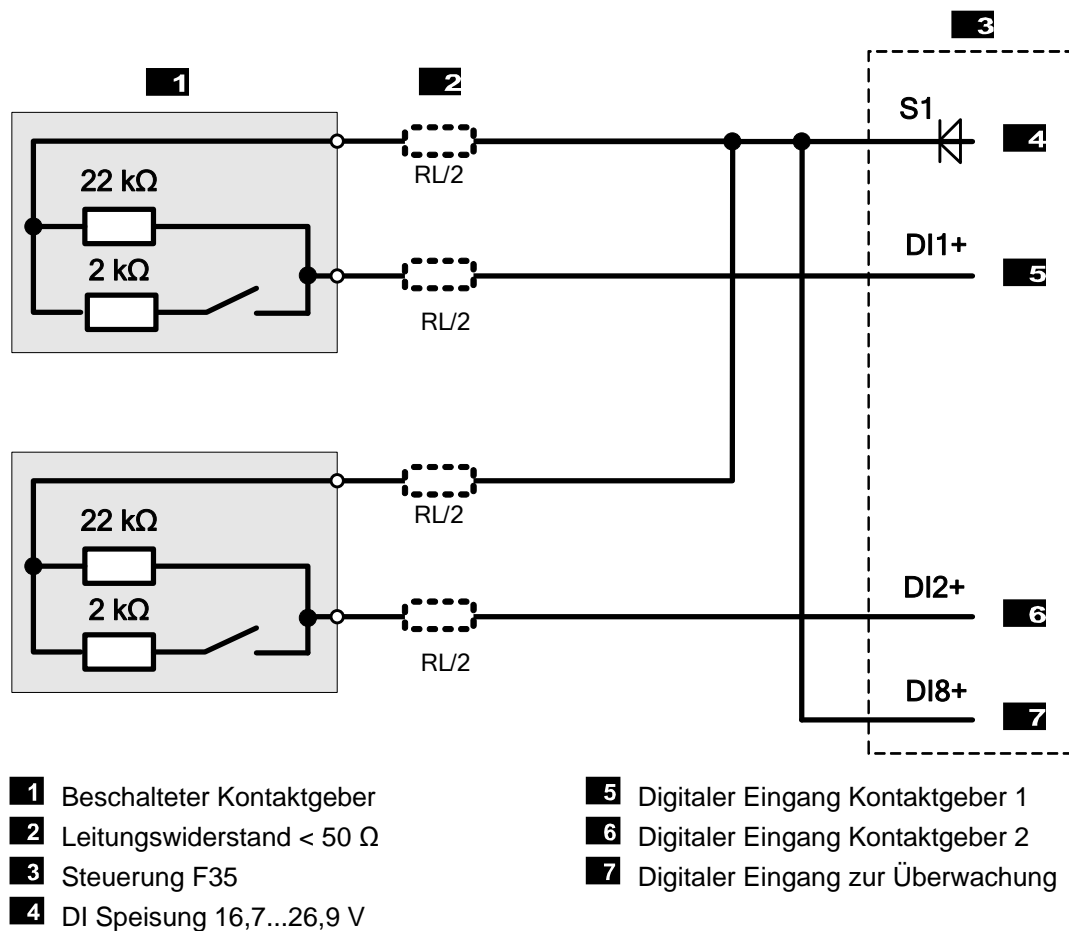 3
1
2
S1
4
RL/2
22 kΩ
DI1+
2 kΩ
5
RL/2
RL/2
22 kΩ
DI2+
2 kΩ
6
RL/2
DI8+
7
1 Beschalteter Kontaktgeber
2 Leitungswiderstand < 50 Ω
3 Steuerung F35
4 DI Speisung 16,7...26,9 V
5 Digitaler Eingang Kontaktgeber 1
6 Digitaler Eingang Kontaktgeber 2
7 Digitaler Eingang zur Überwachung